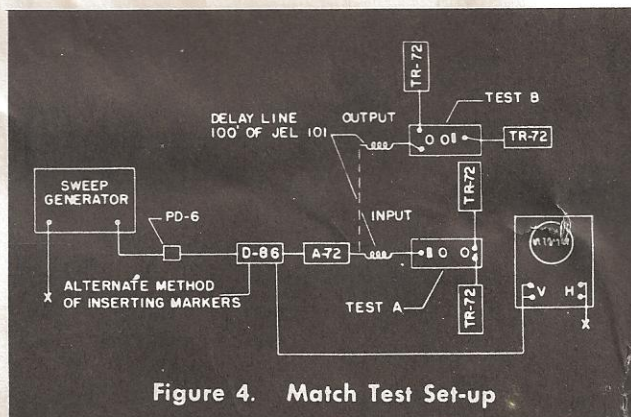 TR-72
TEST B
DELAY LINE
100' OF JEL 101
OUTPUT
TR-72
SWEEP
GENERATOR
PD-6
INPUT
TR-72
D-86
A-72
ALTERNATE METHOD
OF INSERTING MARKERS
TEST A
TR-72
V H
X
X
Figure 4. Match Test Set-up